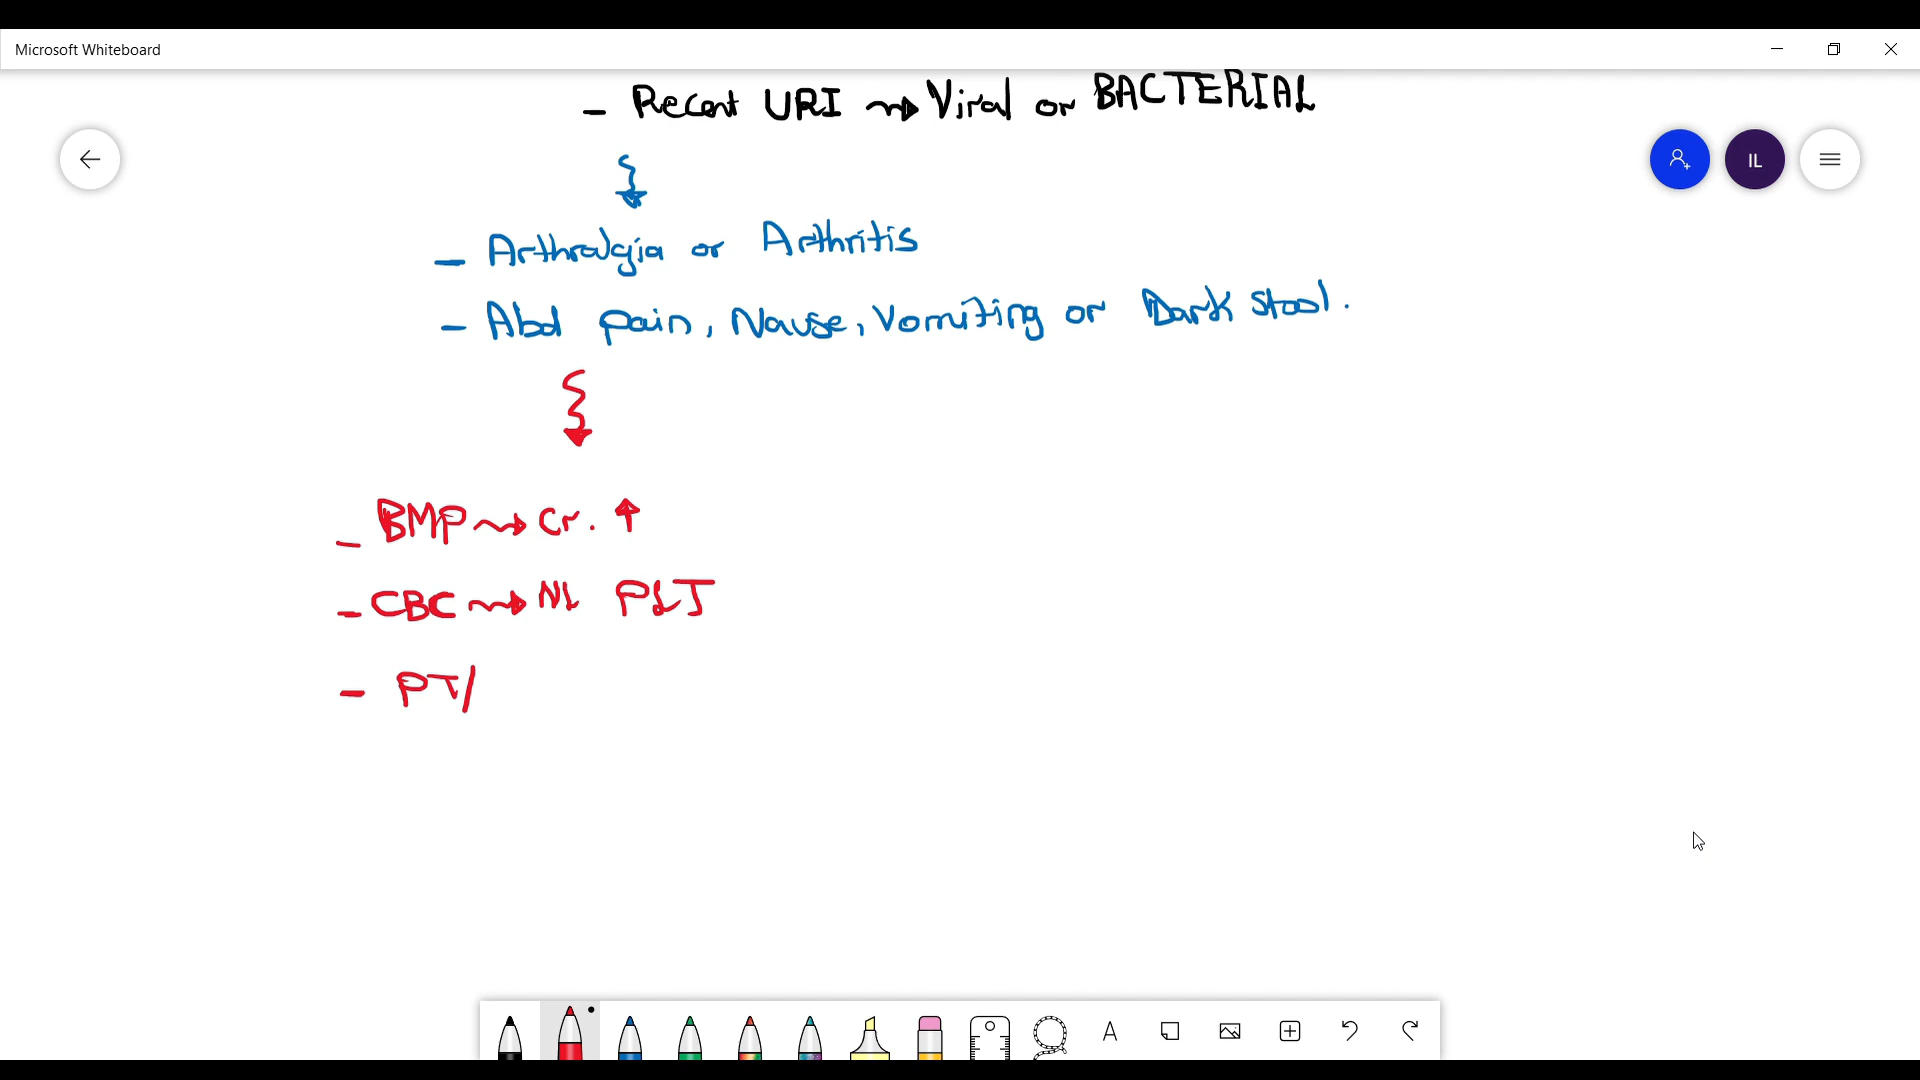 Microsoft Whiteboard
- Recent URI → Viral or BACTERIAL
IL
- Arthralgia or Arthritis
- Abd pain, Nause, Vomiting or Dark stool.
- BMP → Cr. ↑
- CBC → NL PLT
- PT/
A